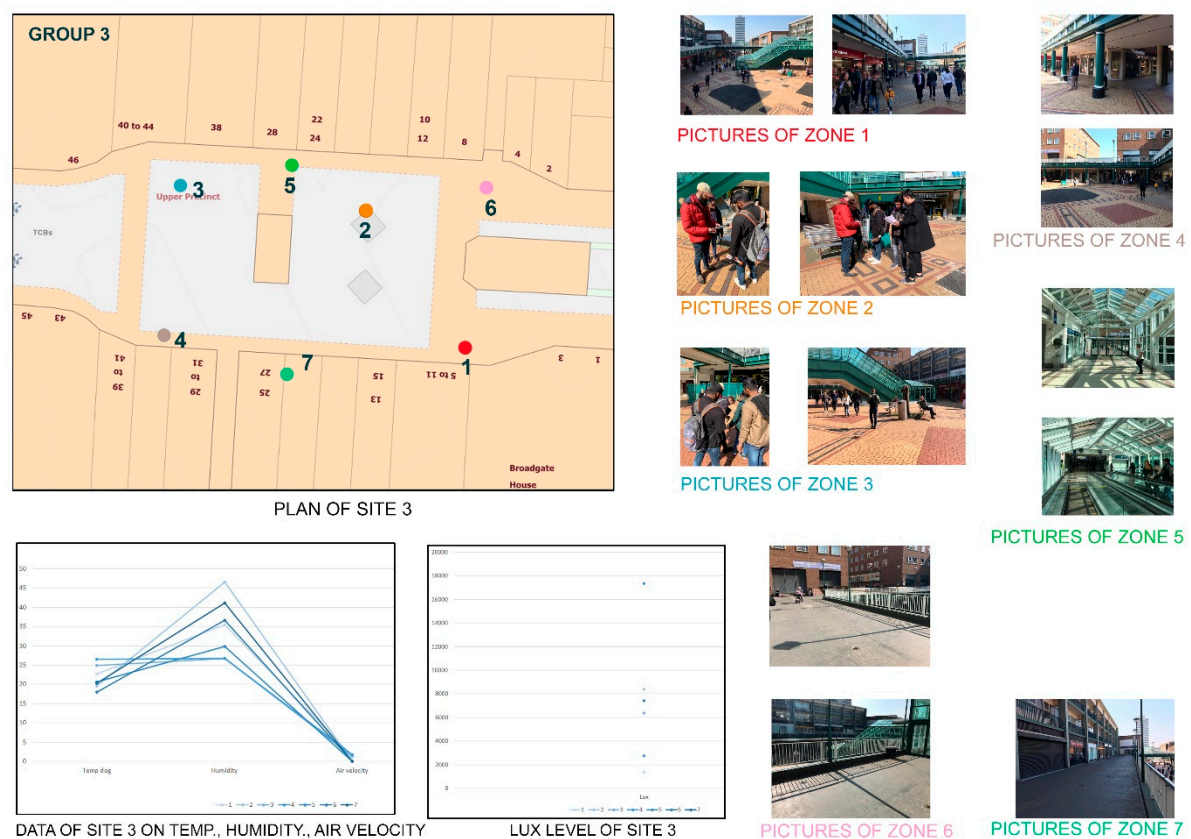 GROUP 3
40 to 44
38
28
22
24
10
12
8
4
2
46
3
Upper Precinct
5
2
6
TCBs
45
43
4
7
1
41
to
39
31
to
29
27
25
15
13
5 to 11
3
1
Broadgate
House
PLAN OF SITE 3
PICTURES OF ZONE 1
PICTURES OF ZONE 2
PICTURES OF ZONE 3
PICTURES OF ZONE 4
PICTURES OF ZONE 5
PICTURES OF ZONE 6
PICTURES OF ZONE 7
50
45
40
35
30
25
20
15
10
5
0
Temp deg
Humidity
Air velocity
1 2 3 4 5 6 7
DATA OF SITE 3 ON TEMP., HUMIDITY., AIR VELOCITY
20000
18000
16000
14000
12000
10000
8000
6000
4000
2000
0
Lux
1 2 3 4 5 6 7
LUX LEVEL OF SITE 3